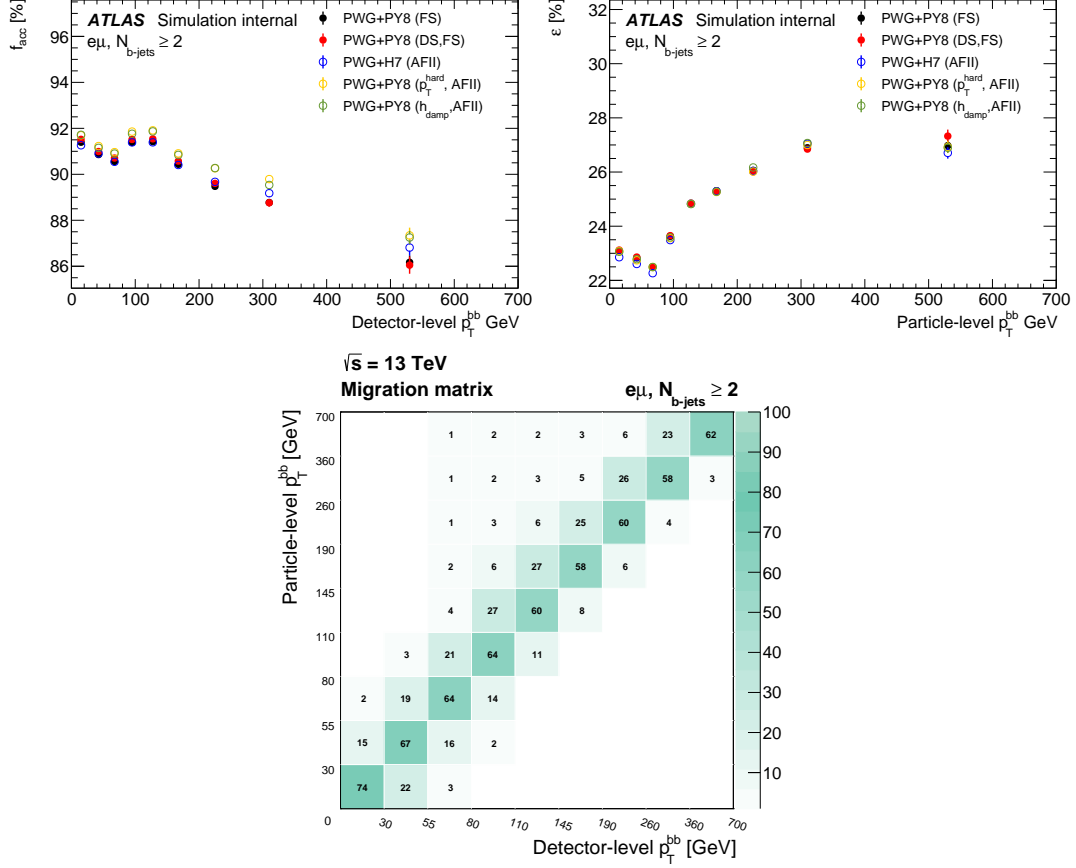 f_acc [%]
ATLAS Simulation internal
eμ, N_b-jets ≥ 2
PWG+PY8 (FS)
PWG+PY8 (DS,FS)
PWG+H7 (AFII)
PWG+PY8 (p_T^hard, AFII)
PWG+PY8 (h_damp,AFII)
96
94
92
90
88
86
0 100 200 300 400 500 600 700
Detector-level p_T^bb GeV
ε [%]
ATLAS Simulation internal
eμ, N_b-jets ≥ 2
PWG+PY8 (FS)
PWG+PY8 (DS,FS)
PWG+H7 (AFII)
PWG+PY8 (p_T^hard, AFII)
PWG+PY8 (h_damp,AFII)
32
30
28
26
24
22
0 100 200 300 400 500 600 700
Particle-level p_T^bb GeV
√s = 13 TeV
Migration matrix eμ, N_b-jets ≥ 2
Particle-level p_T^bb [GeV]
700
1 2 2 3 6 23 62
360
1 2 3 5 26 58 3
260
1 3 6 25 60 4
190
2 6 27 58 6
145
4 27 60 8
110
3 21 64 11
80
2 19 64 14
55
15 67 16 2
30
74 22 3
0
30 55 80 110 145 190 260 360 700
Detector-level p_T^bb [GeV]
100
90
80
70
60
50
40
30
20
10